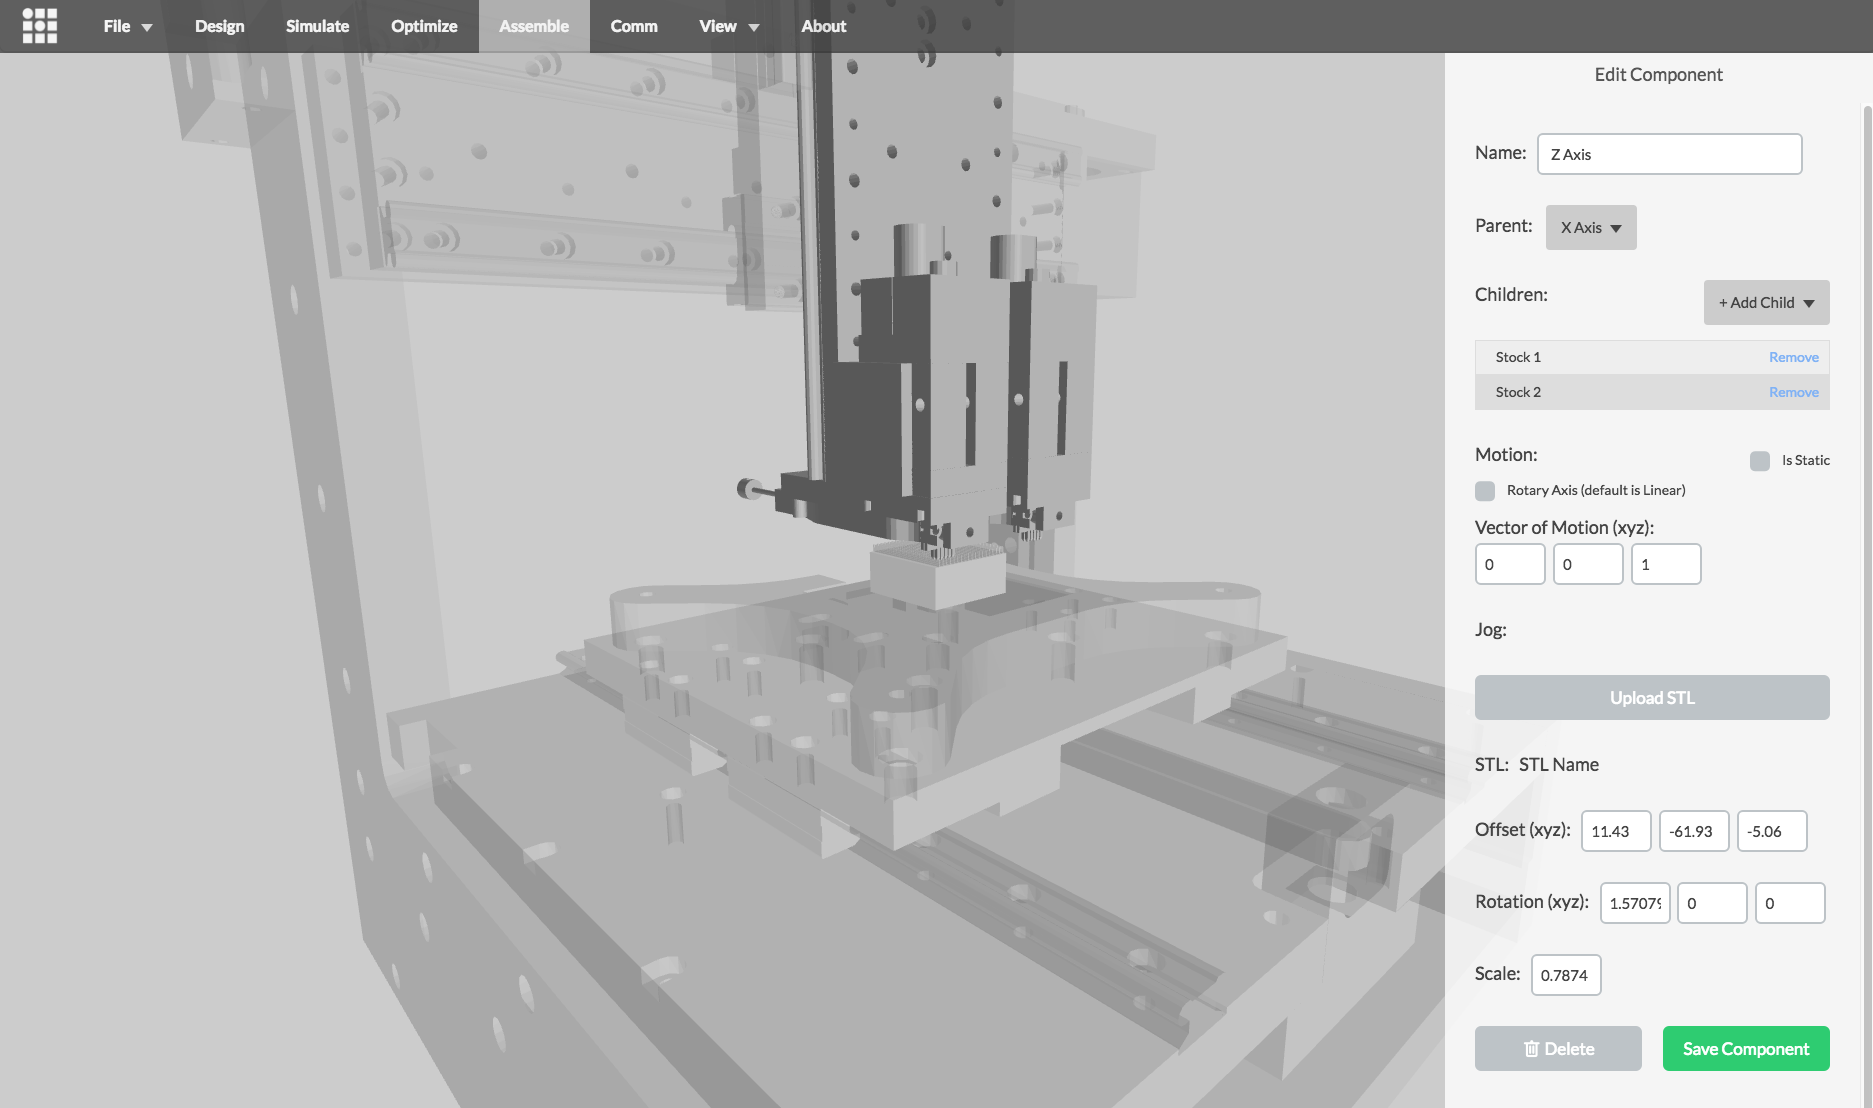 File Design Simulate Optimize Assemble Comm View About
Edit Component
Name: Z Axis
Parent: X Axis
Children: + Add Child
Stock 1 Remove
Stock 2 Remove
Motion: Is Static
Rotary Axis (default is Linear)
Vector of Motion (xyz):
0 0 1
Jog:
Upload STL
STL: STL Name
Offset (xyz): 11.43 -61.93 -5.06
Rotation (xyz): 1.57079 0 0
Scale: 0.7874
Delete Save Component